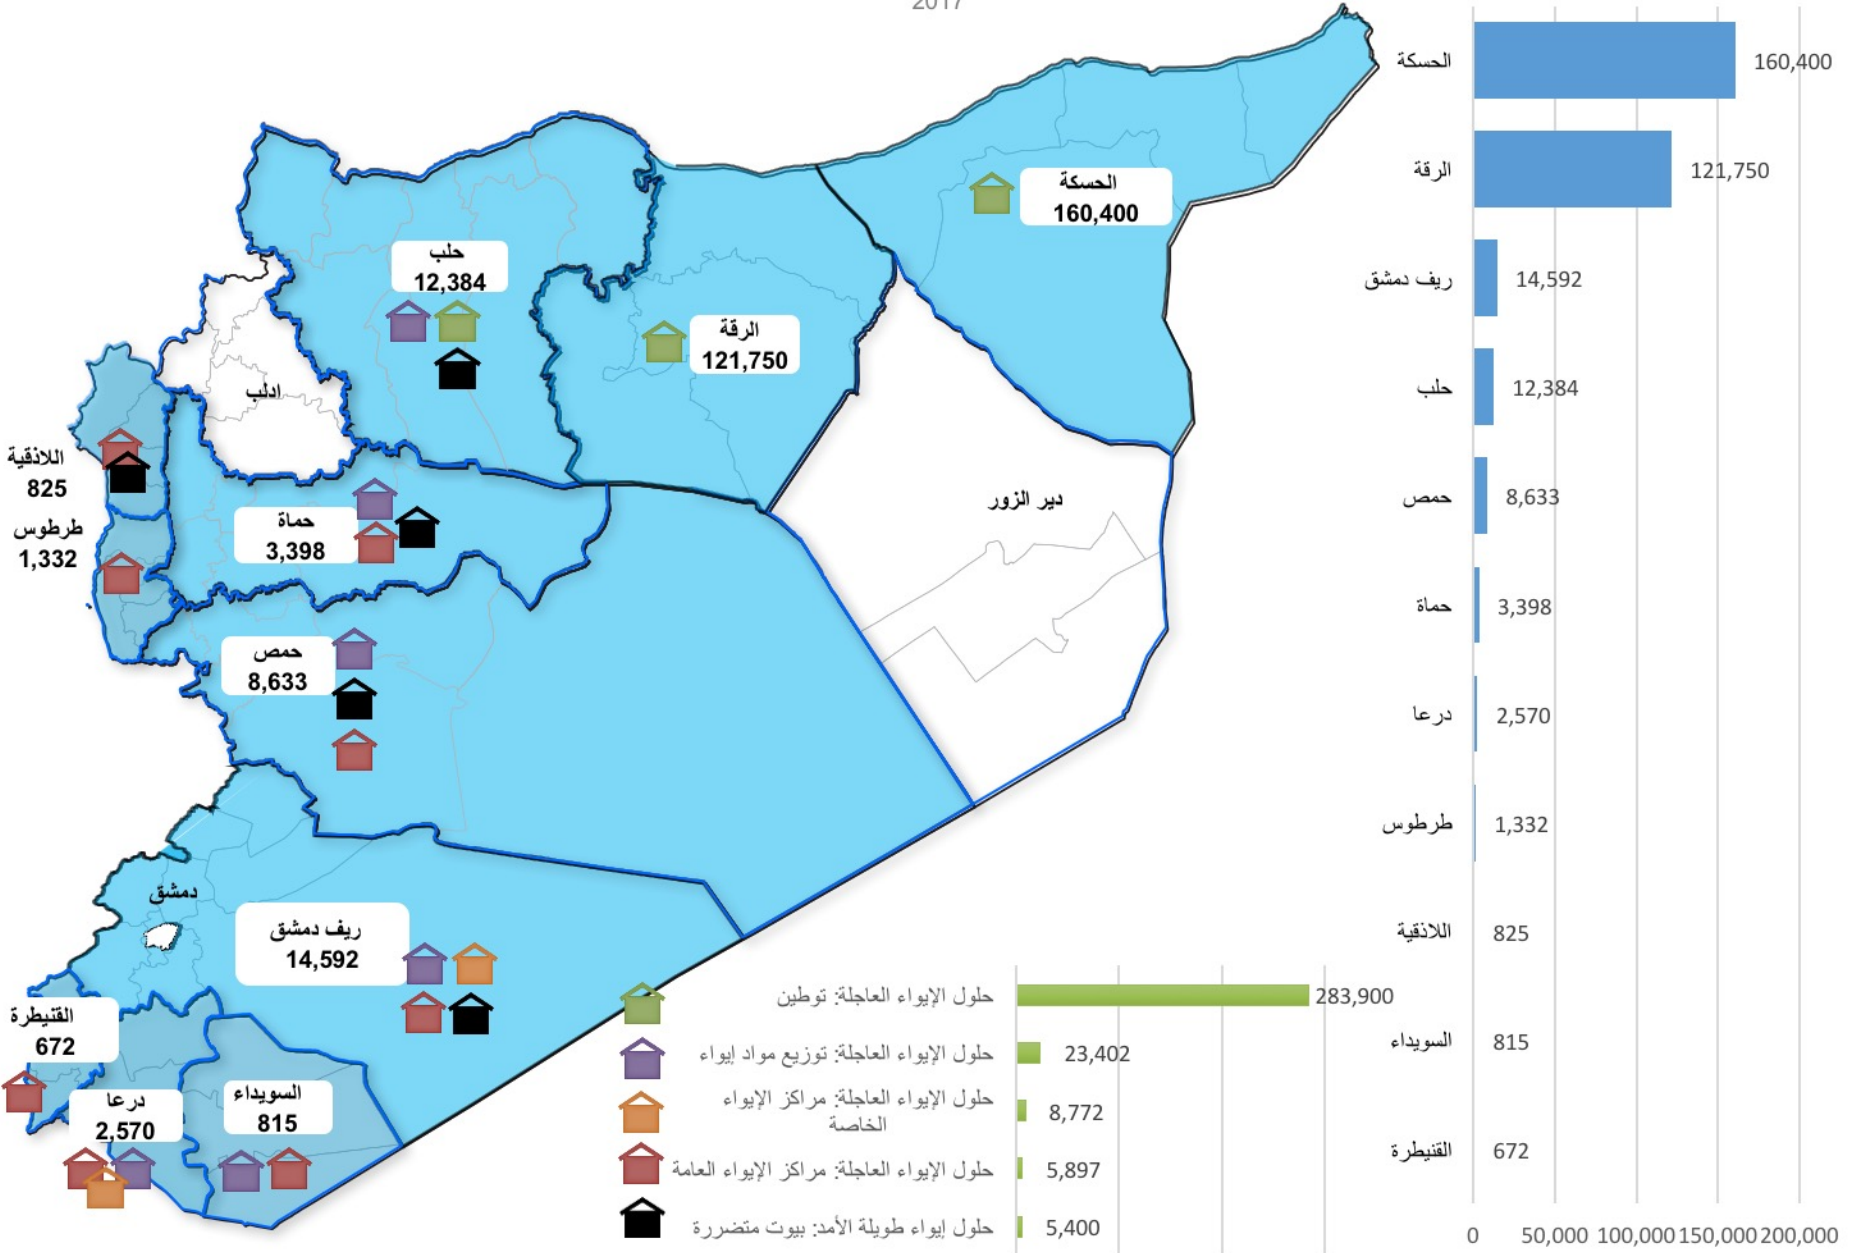 2017
الحسكة
160,400
حلب
12,384
الرقة
121,750
ادلب
اللاذقية
825
دير الزور
حماة
3,398
طرطوس
1,332
حمص
8,633
دمشق
ريف دمشق
14,592
القنيطرة
672
درعا
2,570
السويداء
815
حلول الإيواء العاجلة: توطين
283,900
حلول الإيواء العاجلة: توزيع مواد إيواء
23,402
حلول الإيواء العاجلة: مراكز الإيواء
الخاصة
8,772
حلول الإيواء العاجلة: مراكز الإيواء العامة
5,897
حلول إيواء طويلة الأمد: بيوت متضررة
5,400
الحسكة 160,400
الرقة 121,750
ريف دمشق 14,592
حلب 12,384
حمص 8,633
حماة 3,398
درعا 2,570
طرطوس 1,332
اللاذقية 825
السويداء 815
القنيطرة 672
0 50,000 100,000 150,000 200,000